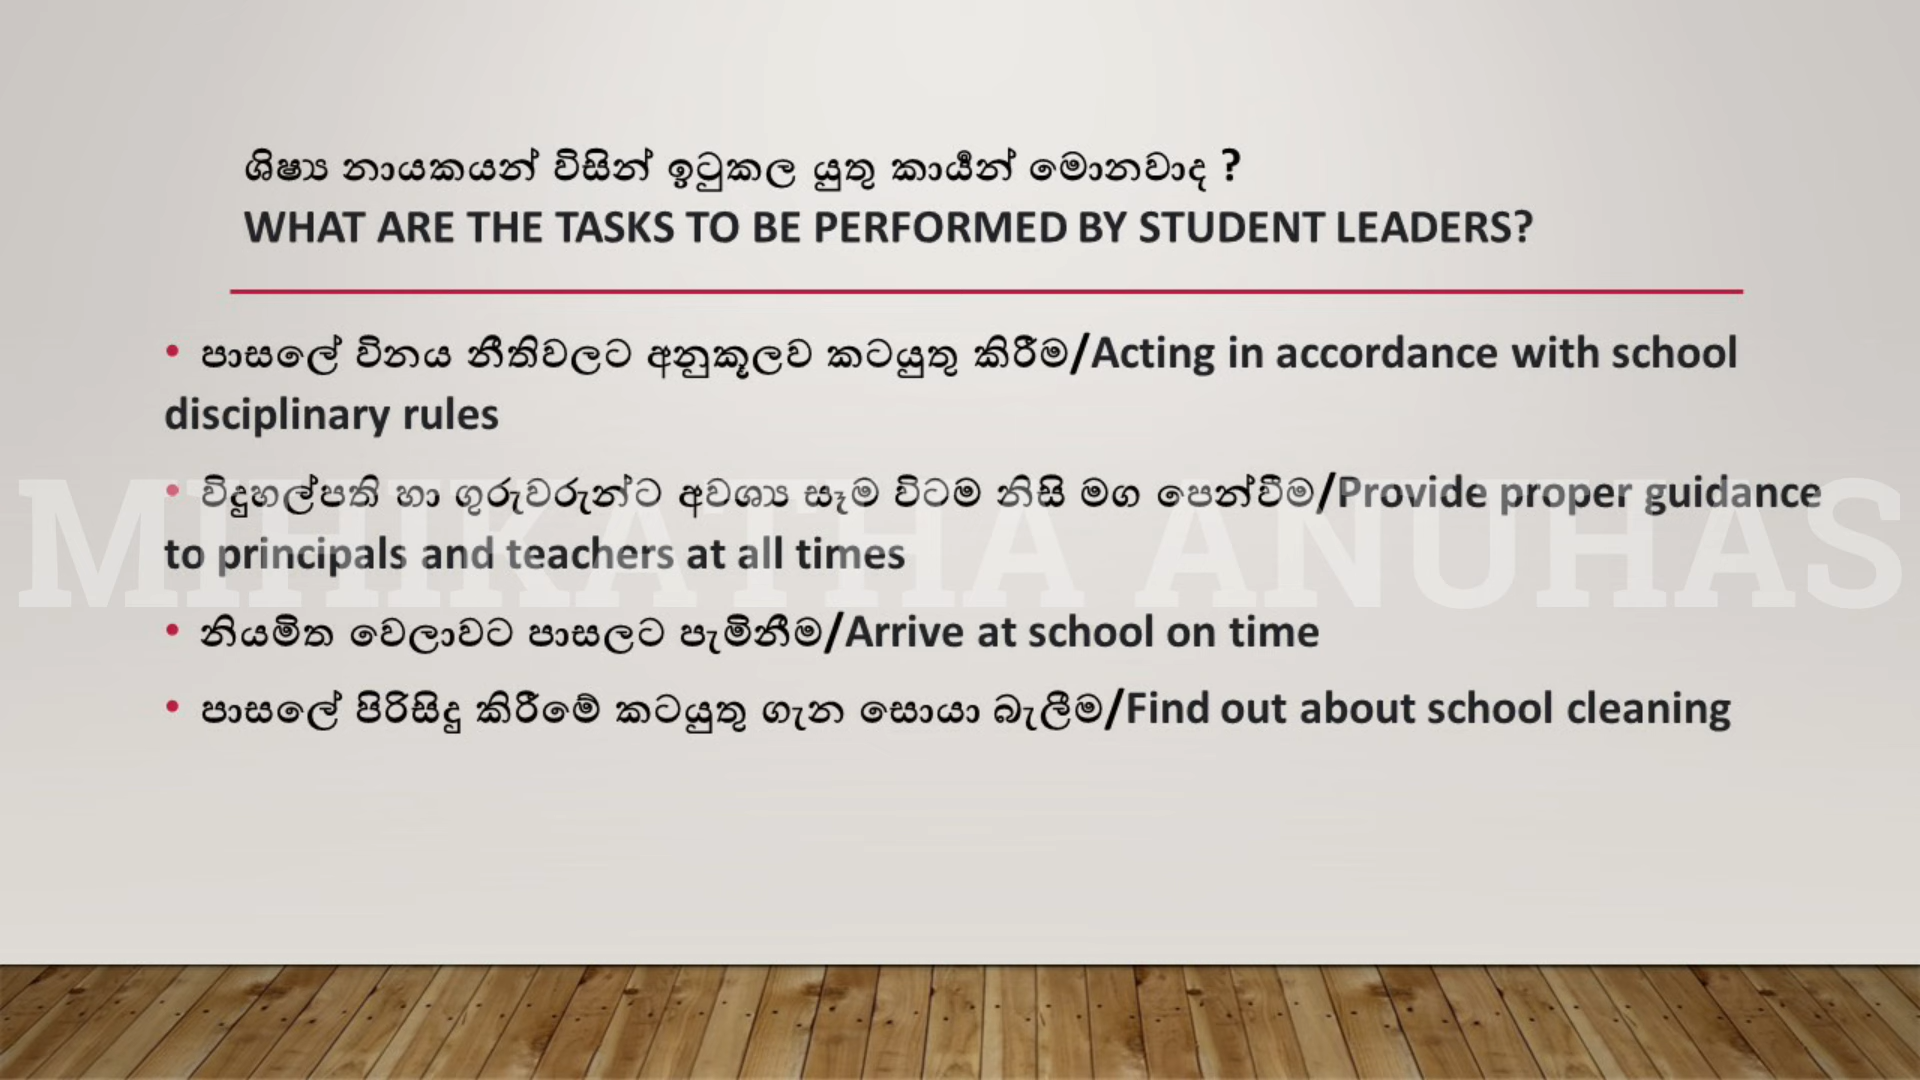 ශිෂ්‍ය නායකයන් විසින් ඉටුකල යුතු කාර්‍යන් මොනවාද ?
WHAT ARE THE TASKS TO BE PERFORMED BY STUDENT LEADERS?
• පාසලේ විනය නීතිවලට අනුකූලව කටයුතු කිරීම/Acting in accordance with school
disciplinary rules
• විදුහල්පති හා ගුරුවරුන්ට අවශ්‍ය සෑම විටම නිසි මග පෙන්වීම/Provide proper guidance
to principals and teachers at all times
MIHIKATHA ANUHAS
• නියමිත වෙලාවට පාසලට පැමිනීම/Arrive at school on time
• පාසලේ පිරිසිදු කිරීමේ කටයුතු ගැන සොයා බැලීම/Find out about school cleaning